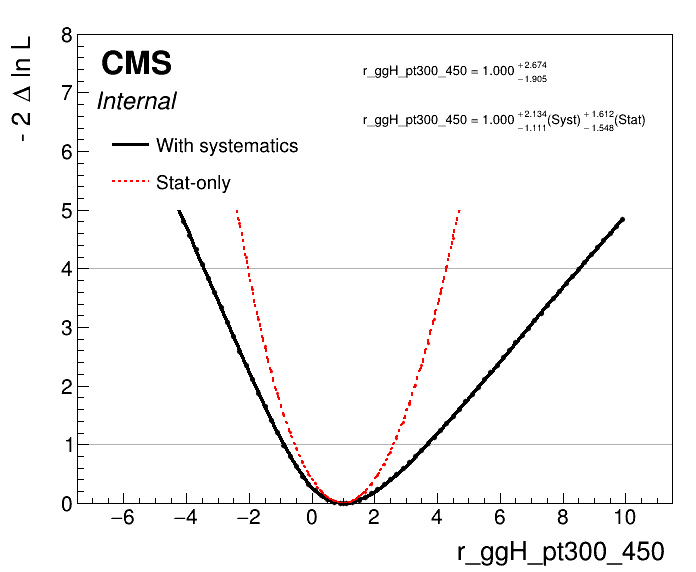 - 2 Δ ln L
8
7
6
5
4
3
2
1
0
CMS
Internal
With systematics
Stat-only
r_ggH_pt300_450 = 1.000 +2.674 −1.905
r_ggH_pt300_450 = 1.000 +2.134 −1.111 (Syst) +1.612 −1.548 (Stat)
−6 −4 −2 0 2 4 6 8 10
r_ggH_pt300_450